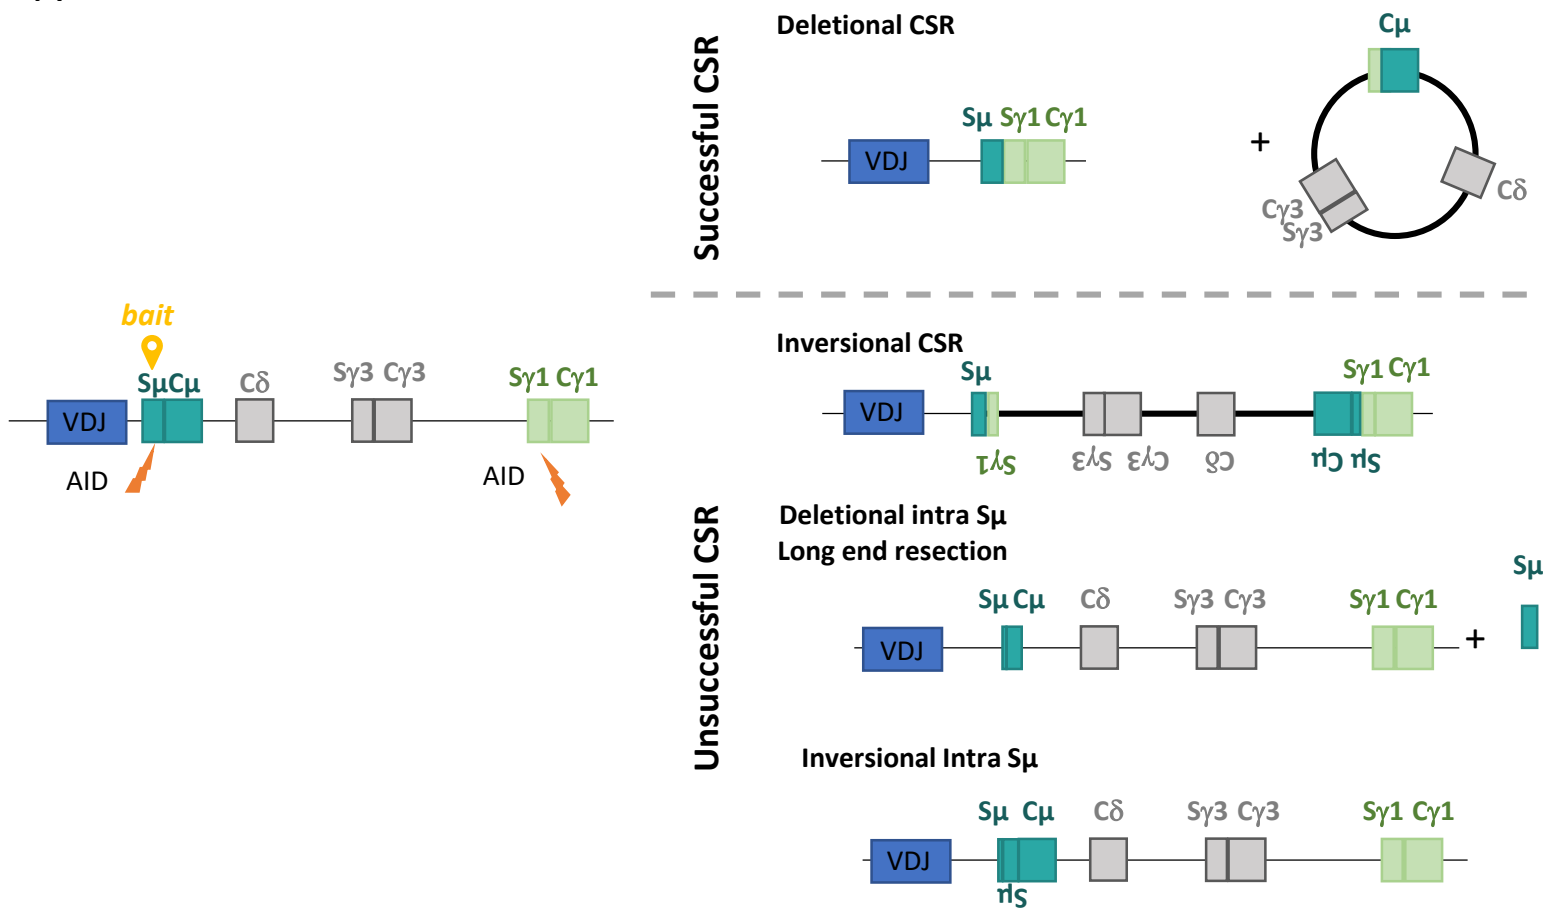 bait
SμCμ
Cδ
Sγ3 Cγ3
Sγ1 Cγ1
VDJ
AID
AID
Successful CSR
Deletional CSR
Sμ Sγ1 Cγ1
VDJ
+
Cμ
Cδ
Cγ3
Sγ3
Unsuccessful CSR
Inversional CSR
Sμ
Sγ1 Cγ1
VDJ
Sγ1
Sγ3 Cγ3
Cδ
Cμ Sμ
Deletional intra Sμ
Long end resection
Sμ
Sμ Cμ
Cδ
Sγ3 Cγ3
Sγ1 Cγ1
VDJ
+
Inversional Intra Sμ
Sμ Cμ
Cδ
Sγ3 Cγ3
Sγ1 Cγ1
VDJ
Sμ